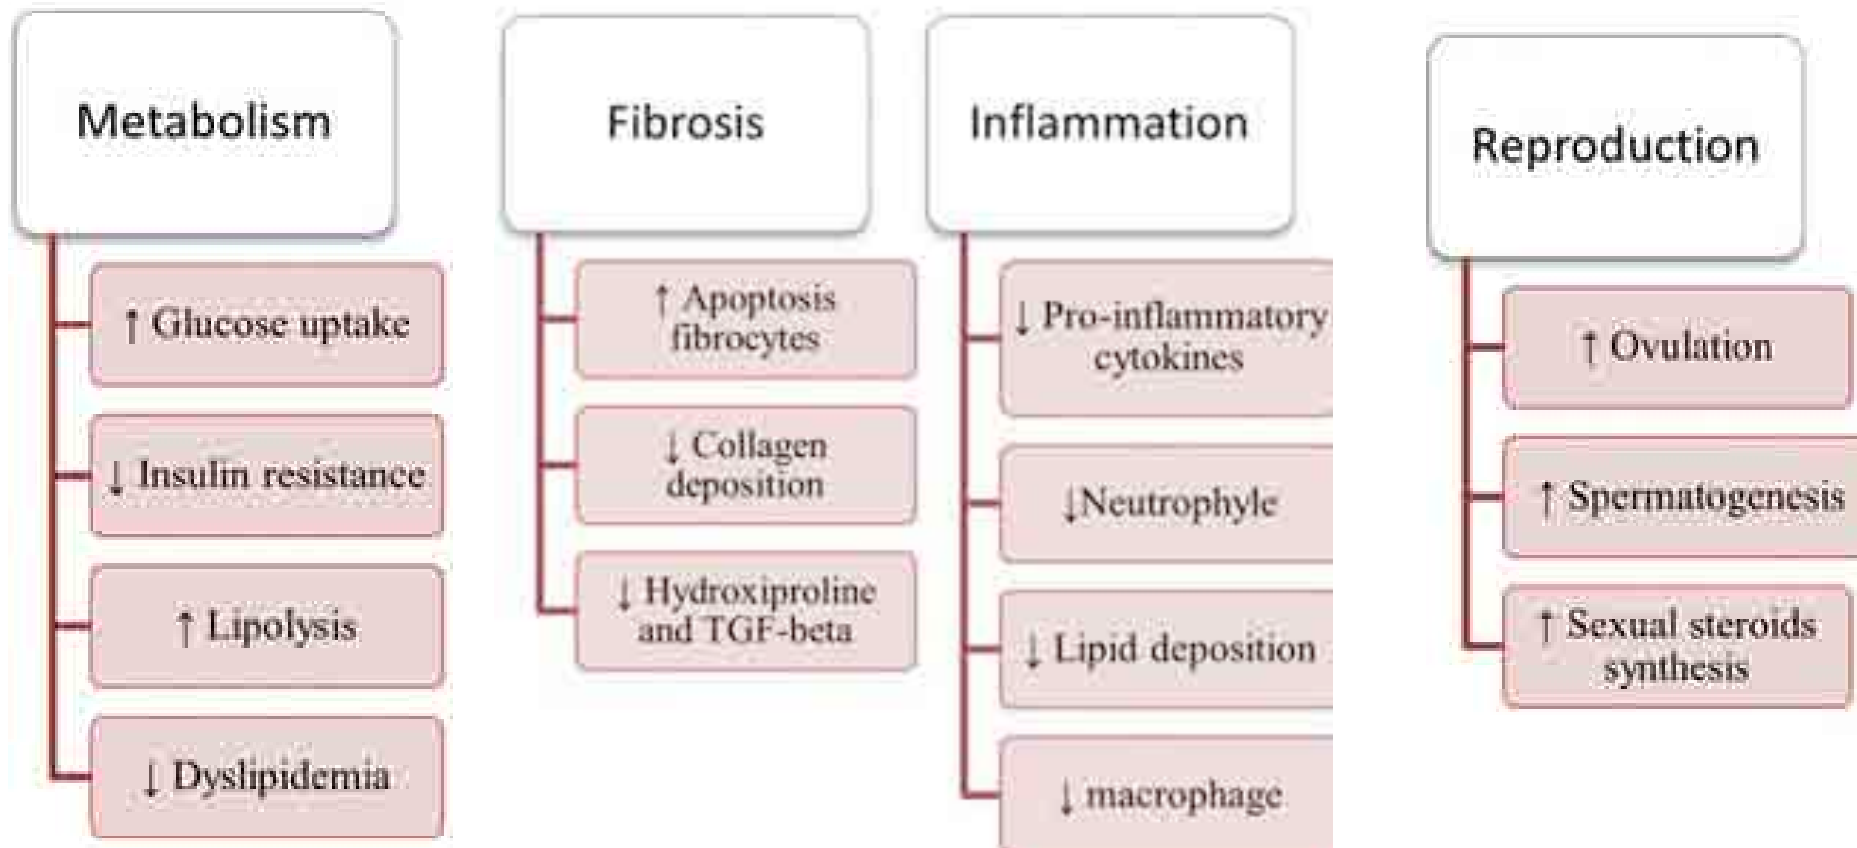 Metabolism
↑ Glucose uptake
↓ Insulin resistance
↑ Lipolysis
↓ Dyslipidemia
Fibrosis
↑ Apoptosis
fibrocytes
↓ Collagen
deposition
↓ Hydroxiproline
and TGF-beta
Inflammation
↓ Pro-inflammatory
cytokines
↓Neutrophyle
↓ Lipid deposition
↓ macrophage
Reproduction
↑ Ovulation
↑ Spermatogenesis
↑ Sexual steroids
synthesis